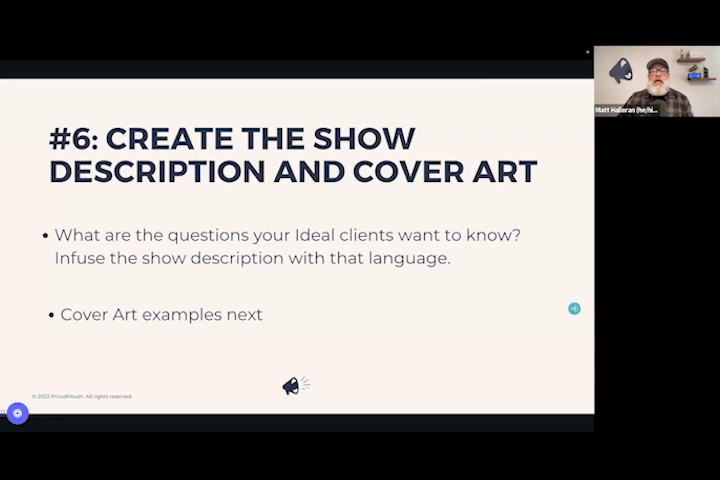 #6: CREATE THE SHOW
DESCRIPTION AND COVER ART
• What are the questions your Ideal clients want to know?
Infuse the show description with that language.
• Cover Art examples next
© 2023 ProudMouth. All rights reserved.
Matt Halloran (he/hi...